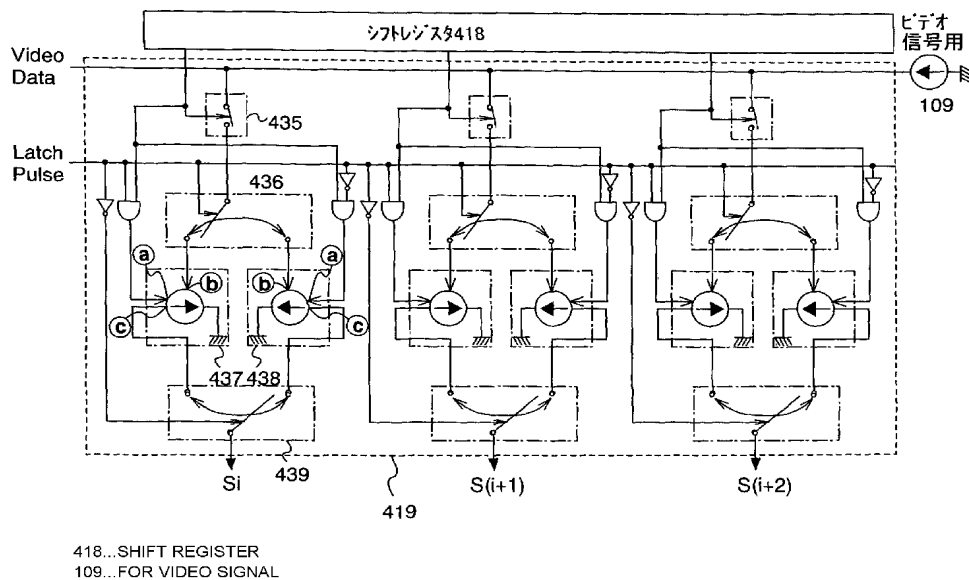 シフトレジスタ418
ビデオ
信号用
109
Video
Data
435
Latch
Pulse
436
a
a
b
b
c
c
437
438
439
Si
S(i+1)
S(i+2)
419
418...SHIFT REGISTER
109...FOR VIDEO SIGNAL